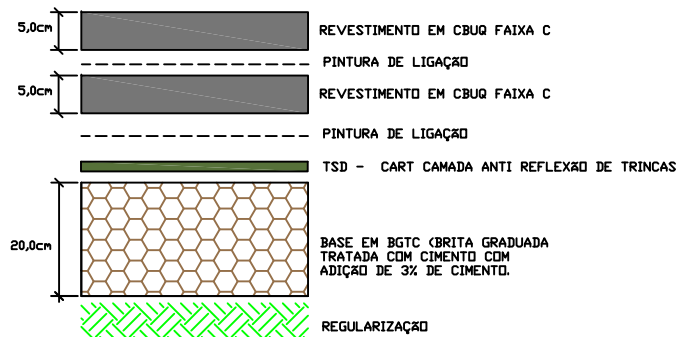 5,0cm
REVESTIMENTO EM CBUQ FAIXA C
PINTURA DE LIGAÇÃO
5,0cm
REVESTIMENTO EM CBUQ FAIXA C
PINTURA DE LIGAÇÃO
TSD - CART CAMADA ANTI REFLEXÃO DE TRINCAS
20,0cm
BASE EM BGTC (BRITA GRADUADA
TRATADA COM CIMENTO COM
ADIÇÃO DE 3% DE CIMENTO.
REGULARIZAÇÃO